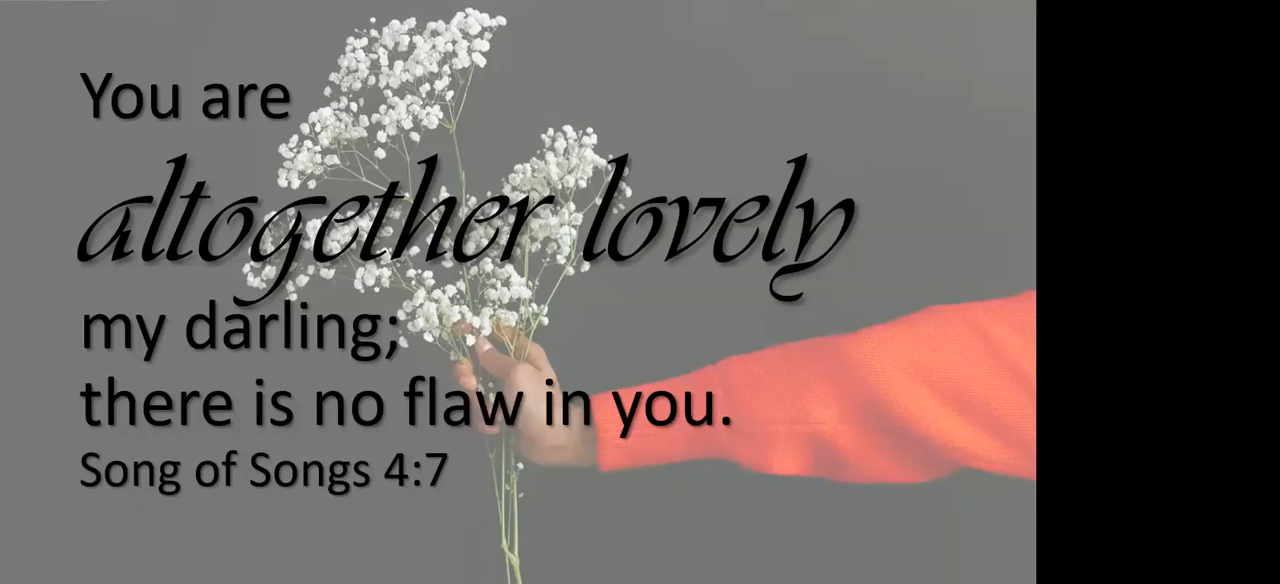 You are
altogether lovely
my darling;
there is no flaw in you.
Song of Songs 4:7